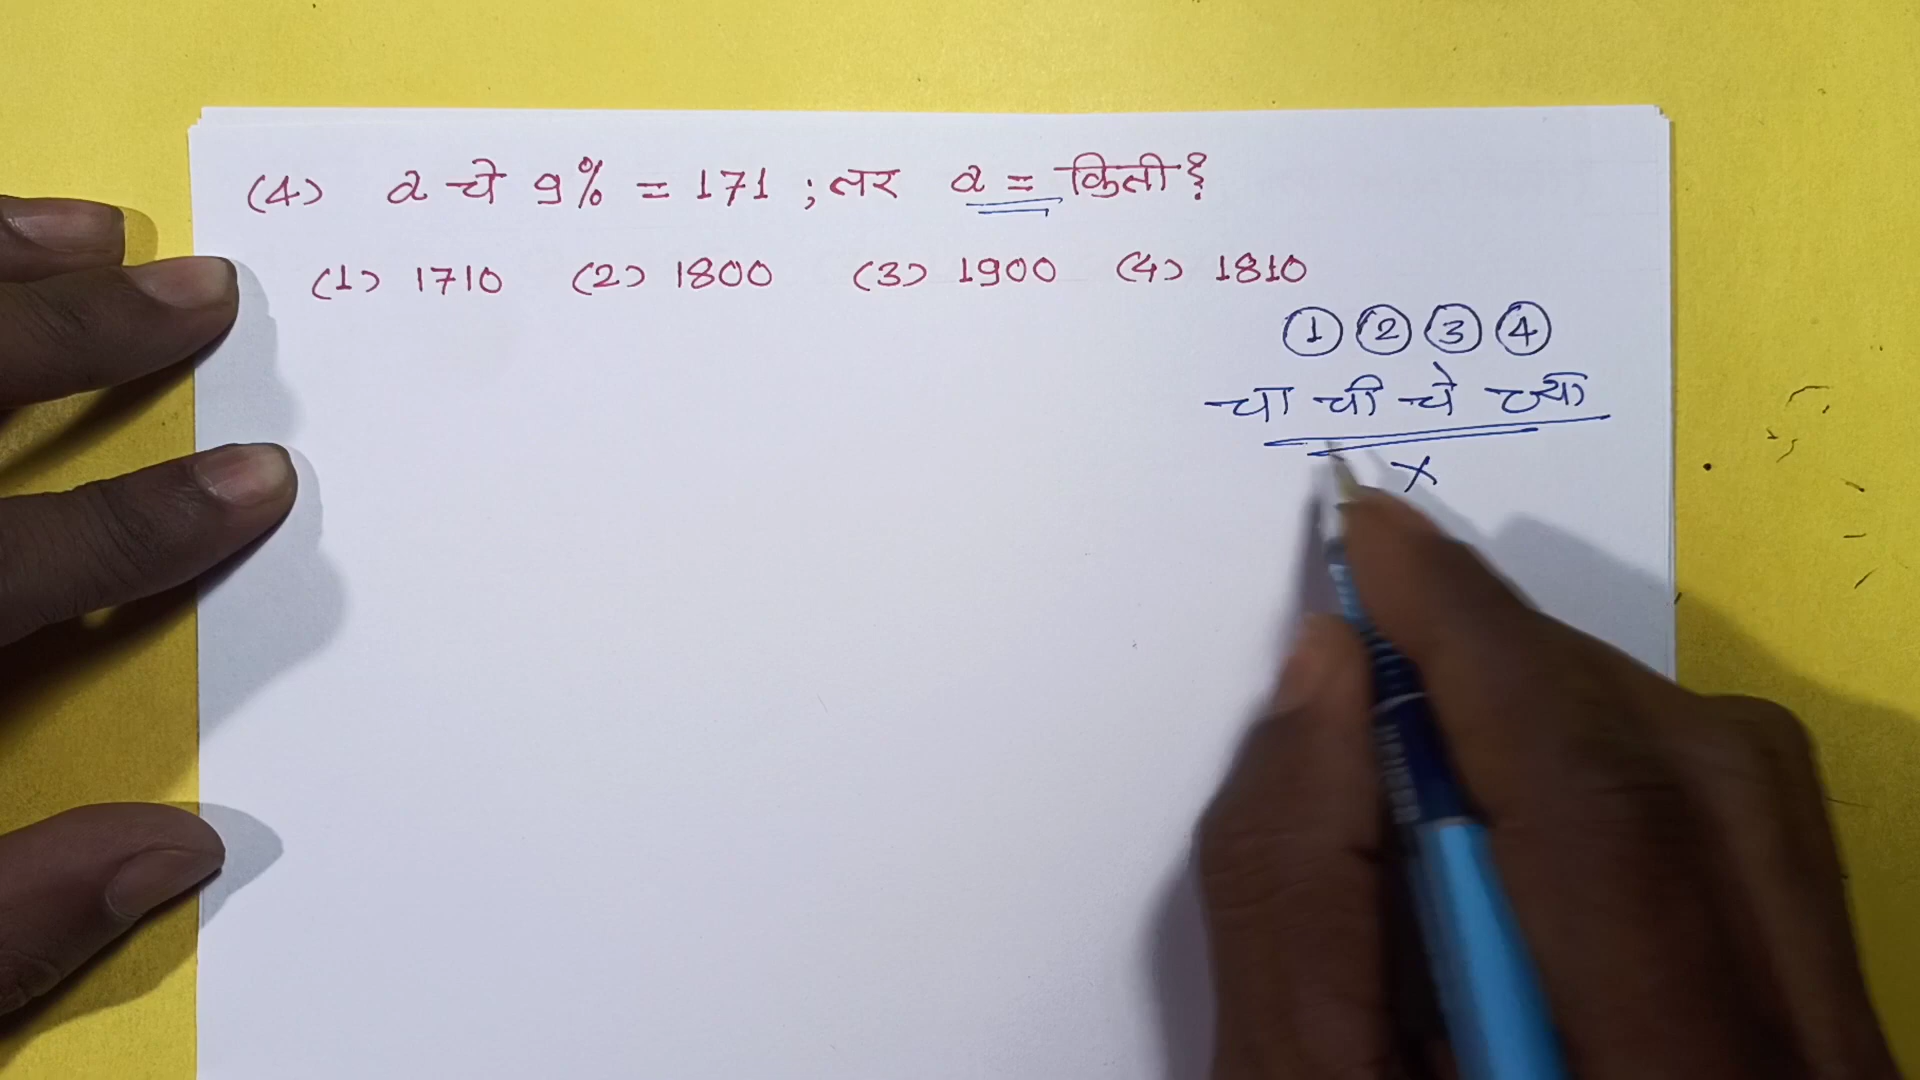 (4) a चे 9% = 171 ; तर a = किती?
(1) 1710 (2) 1800 (3) 1900 (4) 1810
1 2 3 4
चा ची चे च्या
x